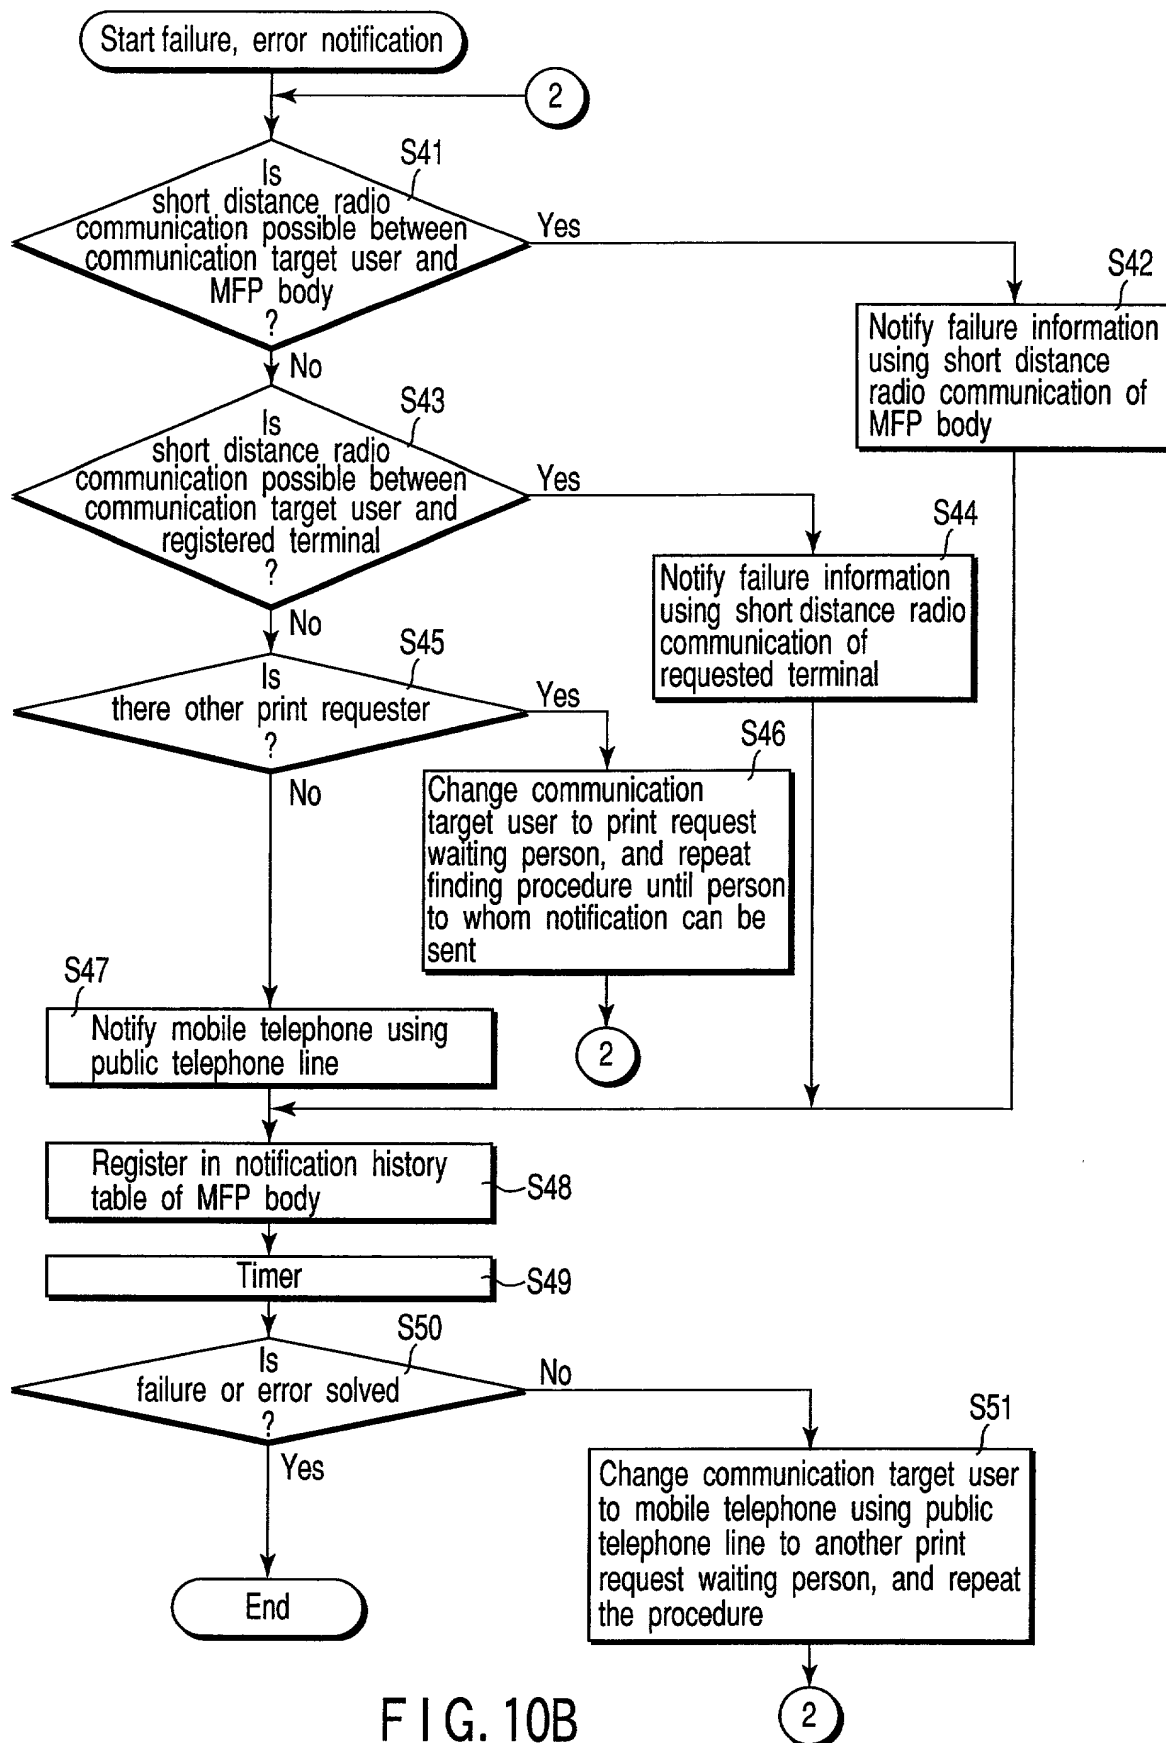 Start failure, error notification
2
S41
Is
short distance radio
communication possible between
communication target user and
MFP body
?
Yes
No
S42
Notify failure information
using short distance
radio communication of
MFP body
S43
Is
short distance radio
communication possible between
communication target user and
registered terminal
?
Yes
No
S44
Notify failure information
using short distance radio
communication of
requested terminal
S45
Is
there other print requester
?
Yes
No
S46
Change communication
target user to print request
waiting person, and repeat
finding procedure until person
to whom notification can be
sent
2
S47
Notify mobile telephone using
public telephone line
Register in notification history
table of MFP body
S48
Timer
S49
S50
Is
failure or error solved
?
No
Yes
S51
Change communication target user
to mobile telephone using public
telephone line to another print
request waiting person, and repeat
the procedure
2
End
FIG. 10B